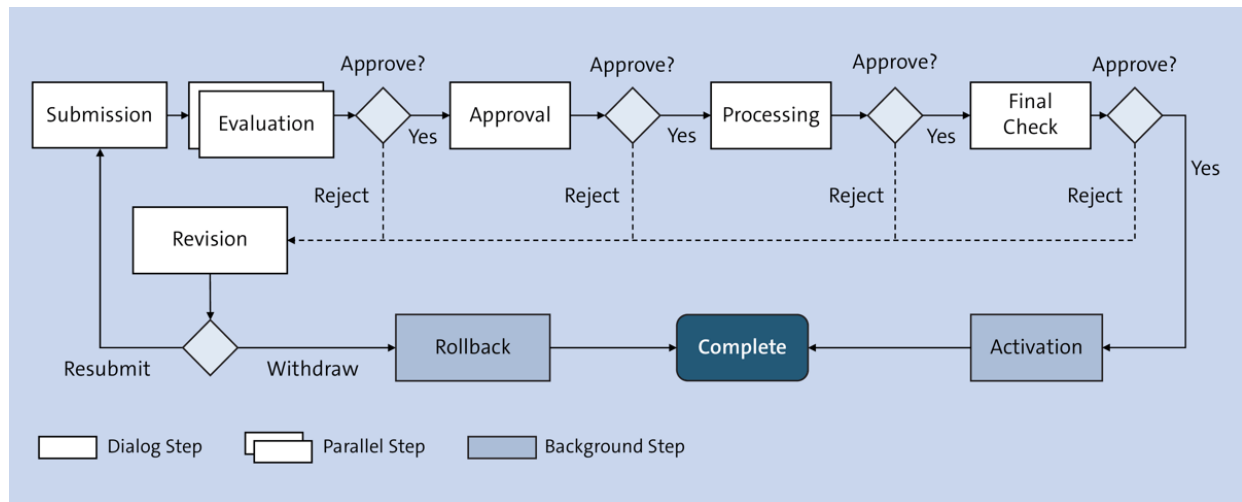 Approve?
Approve?
Approve?
Approve?
Submission
Evaluation
Yes
Approval
Yes
Processing
Yes
Final
Check
Yes
Reject
Reject
Reject
Reject
Revision
Resubmit
Withdraw
Rollback
Complete
Activation
Dialog Step
Parallel Step
Background Step